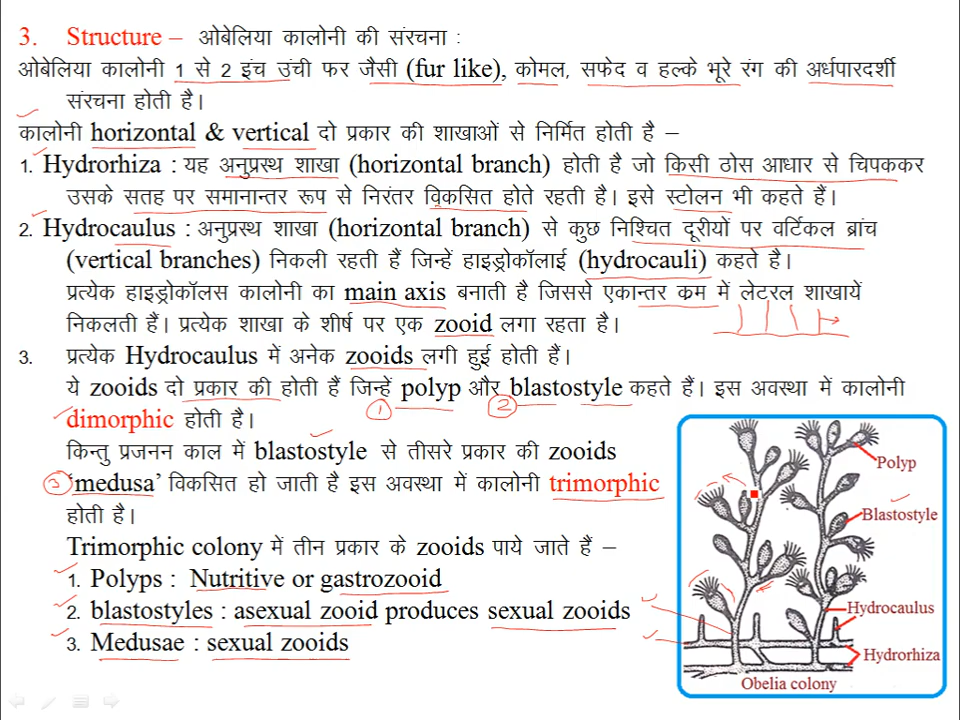 3. Structure – ओबेलिया कालोनी की संरचना :
ओबेलिया कालोनी 1 से 2 इंच उंची फर जैसी (fur like), कोमल, सफेद व हल्के भूरे रंग की अर्धपारदर्शी
संरचना होती है।
कालोनी horizontal & vertical दो प्रकार की शाखाओं से निर्मित होती है –
1. Hydrorhiza : यह अनुप्रस्थ शाखा (horizontal branch) होती है जो किसी ठोस आधार से चिपककर
उसके सतह पर समानान्तर रूप से निरंतर विकसित होते रहती है। इसे स्टोलन भी कहते हैं।
2. Hydrocaulus : अनुप्रस्थ शाखा (horizontal branch) से कुछ निश्चित दूरीयों पर वर्टिकल ब्रांच
(vertical branches) निकली रहती हैं जिन्हें हाइड्रोकॉलाई (hydrocauli) कहते है।
प्रत्येक हाइड्रोकॉलस कालोनी का main axis बनाती है जिससे एकान्तर क्रम में लेटरल शाखायें
निकलती हैं। प्रत्येक शाखा के शीर्ष पर एक zooid लगा रहता है।
3. प्रत्येक Hydrocaulus में अनेक zooids लगी हुई होती हैं।
ये zooids दो प्रकार की होती हैं जिन्हें polyp और blastostyle कहते हैं। इस अवस्था में कालोनी
1 2
dimorphic होती है।
किन्तु प्रजनन काल में blastostyle से तीसरे प्रकार की zooids
3 'medusa' विकसित हो जाती है इस अवस्था में कालोनी trimorphic
होती है।
Trimorphic colony में तीन प्रकार के zooids पाये जाते हैं –
1. Polyps : Nutritive or gastrozooid
2. blastostyles : asexual zooid produces sexual zooids
3. Medusae : sexual zooids
Polyp
Blastostyle
Hydrocaulus
Hydrorhiza
Obelia colony